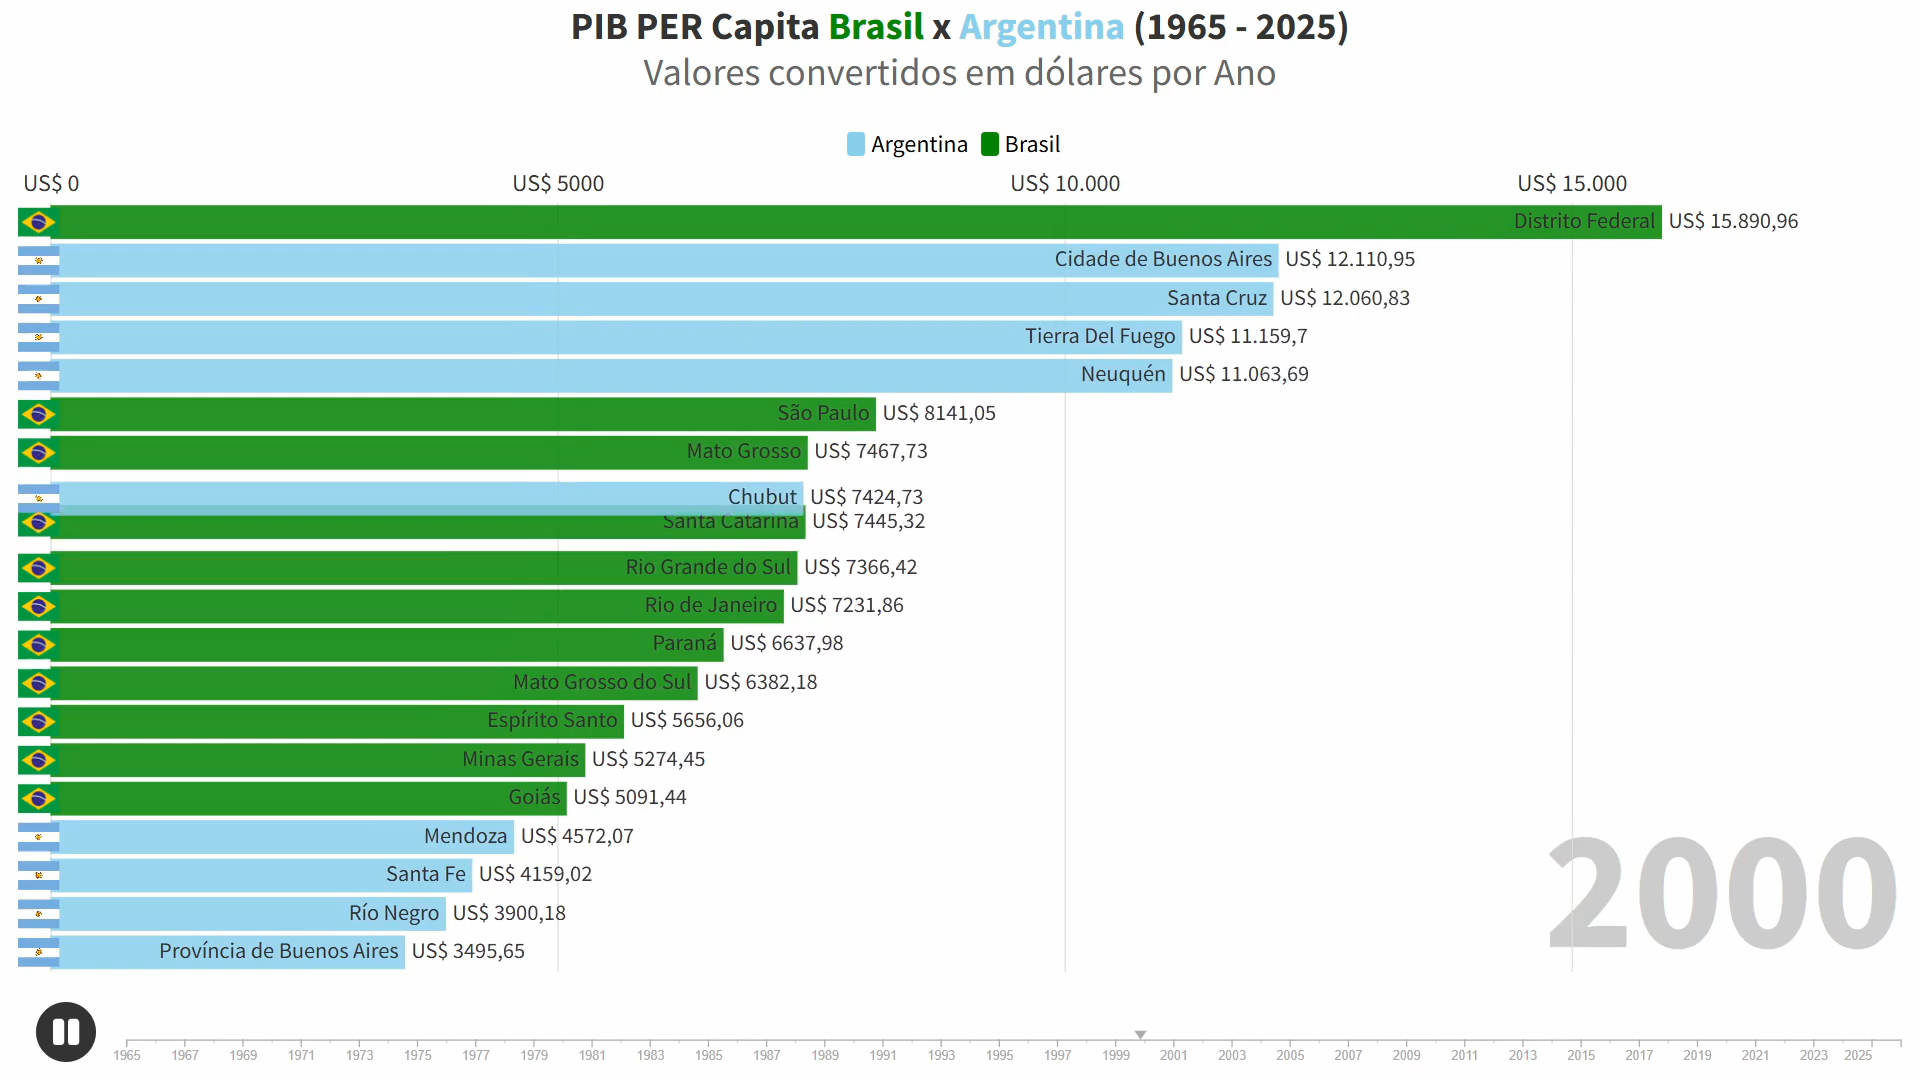 PIB PER Capita Brasil x Argentina (1965 - 2025)
Valores convertidos em dólares por Ano
Argentina Brasil
US$ 0 US$ 5000 US$ 10.000 US$ 15.000
Distrito Federal US$ 15.890,96
Cidade de Buenos Aires US$ 12.110,95
Santa Cruz US$ 12.060,83
Tierra Del Fuego US$ 11.159,7
Neuquén US$ 11.063,69
São Paulo US$ 8141,05
Mato Grosso US$ 7467,73
Chubut US$ 7424,73
Santa Catarina US$ 7445,32
Rio Grande do Sul US$ 7366,42
Rio de Janeiro US$ 7231,86
Paraná US$ 6637,98
Mato Grosso do Sul US$ 6382,18
Espírito Santo US$ 5656,06
Minas Gerais US$ 5274,45
Goiás US$ 5091,44
Mendoza US$ 4572,07
Santa Fe US$ 4159,02
Río Negro US$ 3900,18
Província de Buenos Aires US$ 3495,65
2000
1965 1967 1969 1971 1973 1975 1977 1979 1981 1983 1985 1987 1989 1991 1993 1995 1997 1999 2001 2003 2005 2007 2009 2011 2013 2015 2017 2019 2021 2023 2025